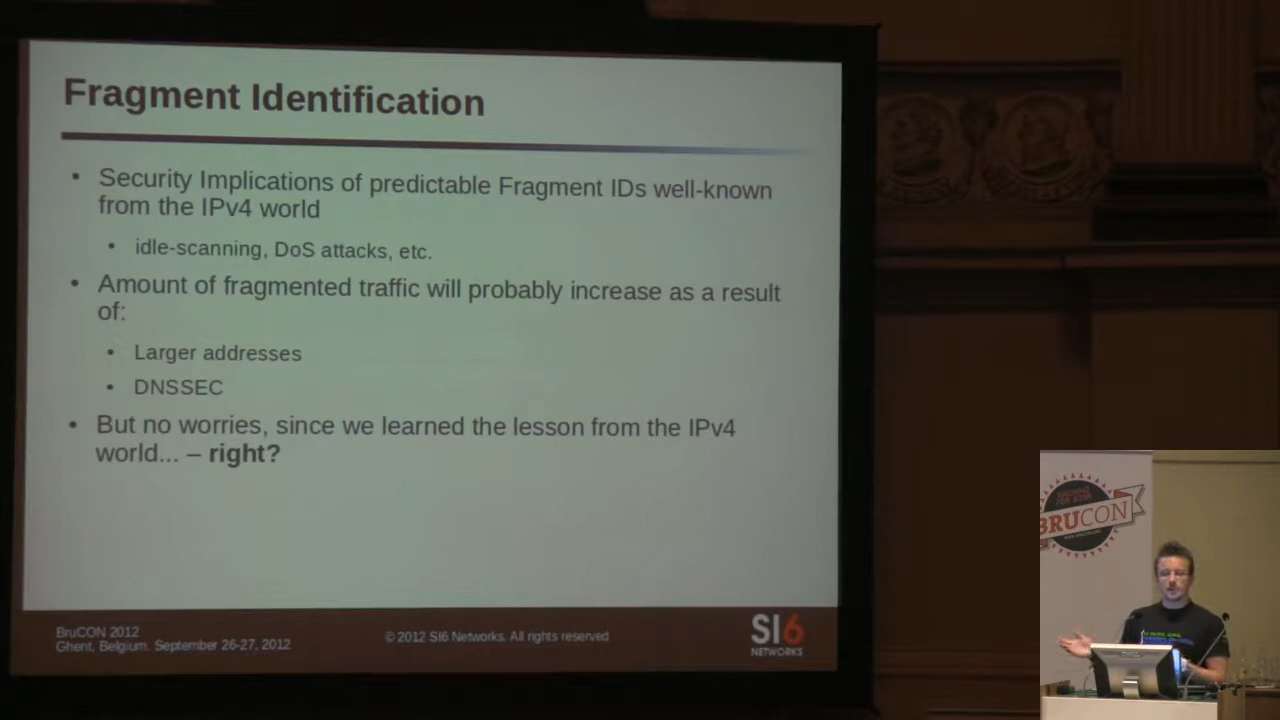 Fragment Identification
• Security Implications of predictable Fragment IDs well-known
from the IPv4 world
• idle-scanning, DoS attacks, etc.
• Amount of fragmented traffic will probably increase as a result
of:
• Larger addresses
• DNSSEC
• But no worries, since we learned the lesson from the IPv4
world... – right?
BruCON 2012
Ghent, Belgium. September 26-27, 2012
© 2012 SI6 Networks. All rights reserved
SI6
NETWORKS
BRUCON